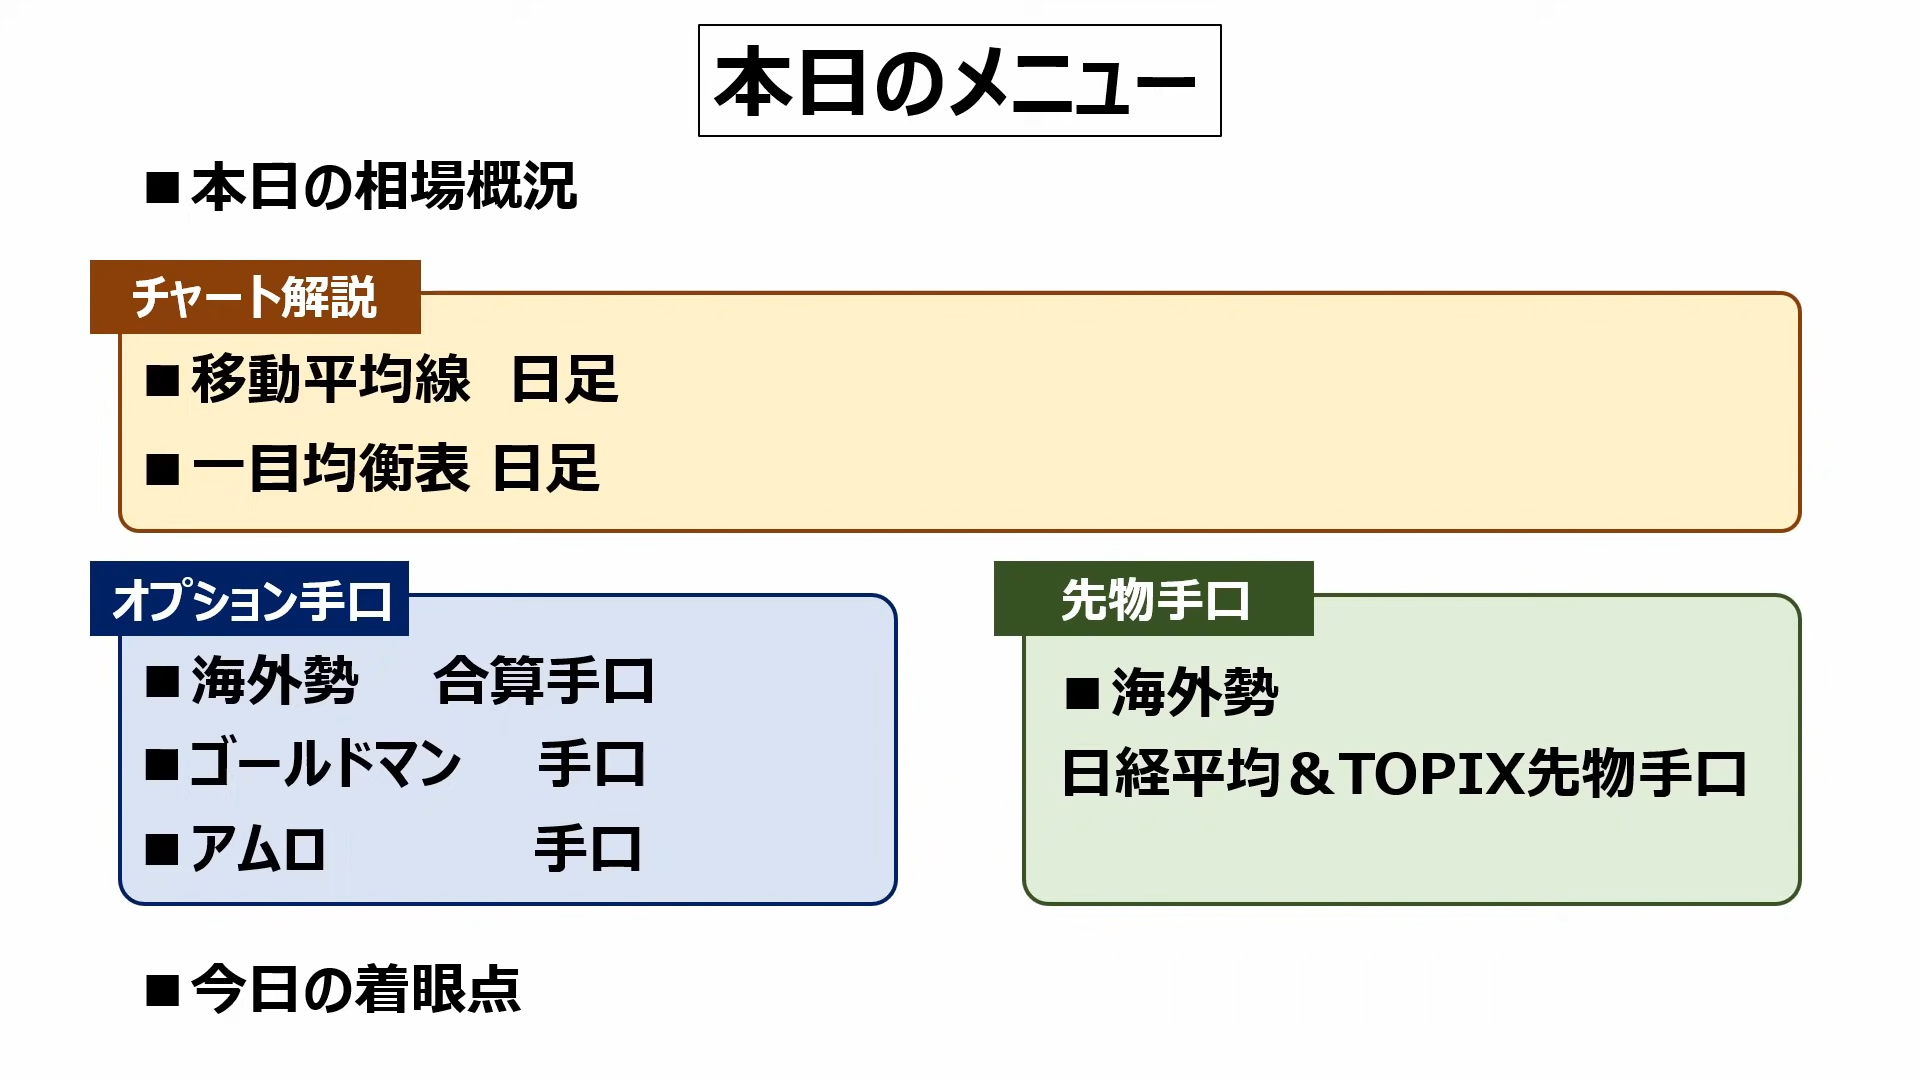 本日のメニュー
■本日の相場概況
チャート解説
■移動平均線 日足
■一目均衡表 日足
オプション手口
■海外勢 合算手口
■ゴールドマン 手口
■アムロ 手口
先物手口
■海外勢
日経平均＆TOPIX先物手口
■今日の着眼点